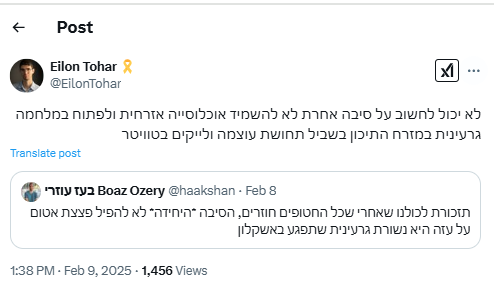 Post
Eilon Tohar
@EilonTohar
לא יכול לחשוב על סיבה אחרת לא להשמיד אוכלוסייה אזרחית ולפתוח במלחמה
גרעינית במזרח התיכון בשביל תחושת עוצמה ולייקים בטוויטר
Translate post
בעז עוזרי Boaz Ozery @haakshan · Feb 8
תזכורת לכולנו שאחרי שכל החטופים חוזרים, הסיבה *היחידה* לא להפיל פצצת אטום
על עזה היא נשורת גרעינית שתפגע באשקלון
1:38 PM · Feb 9, 2025 · 1,456 Views